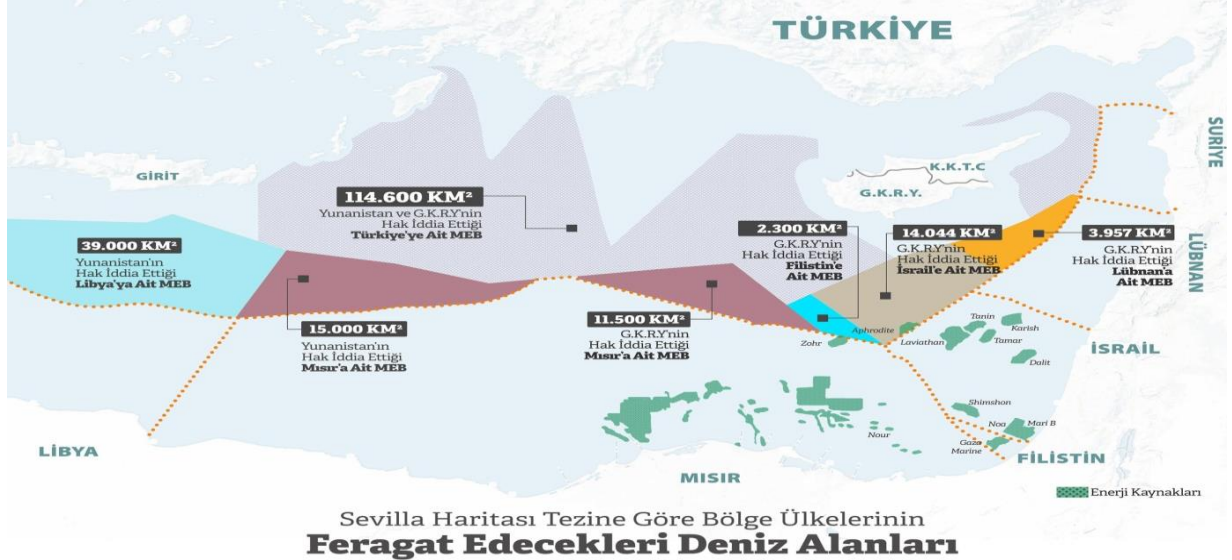 TÜRKİYE
SURİYE
GİRİT
K.K.T.C
G.K.R.Y.
114.600 KM²
Yunanistan ve G.K.R.Y'nin
Hak İddia Ettiği
Türkiye'ye Ait MEB
39.000 KM²
Yunanistan'ın
Hak İddia Ettiği
Libya'ya Ait MEB
2.300 KM²
G.K.R.Y'nin
Hak İddia Ettiği
Filistin'e
Ait MEB
14.044 KM²
G.K.R.Y'nin
Hak İddia Ettiği
İsrail'e Ait MEB
3.957 KM²
G.K.R.Y'nin
Hak İddia Ettiği
Lübnan'a
Ait MEB
LÜBNAN
15.000 KM²
Yunanistan'ın
Hak İddia Ettiği
Mısır'a Ait MEB
11.500 KM²
G.K.R.Y'nin
Hak İddia Ettiği
Mısır'a Ait MEB
Zohr
Aphrodite
Laviathan
Tanin
Karish
Tamar
Dalit
İSRAİL
Shimshon
Noa
Mari B
Nour
Gaza
Marine
FİLİSTİN
LİBYA
MISIR
Enerji Kaynakları
Sevilla Haritası Tezine Göre Bölge Ülkelerinin
Feragat Edecekleri Deniz Alanları